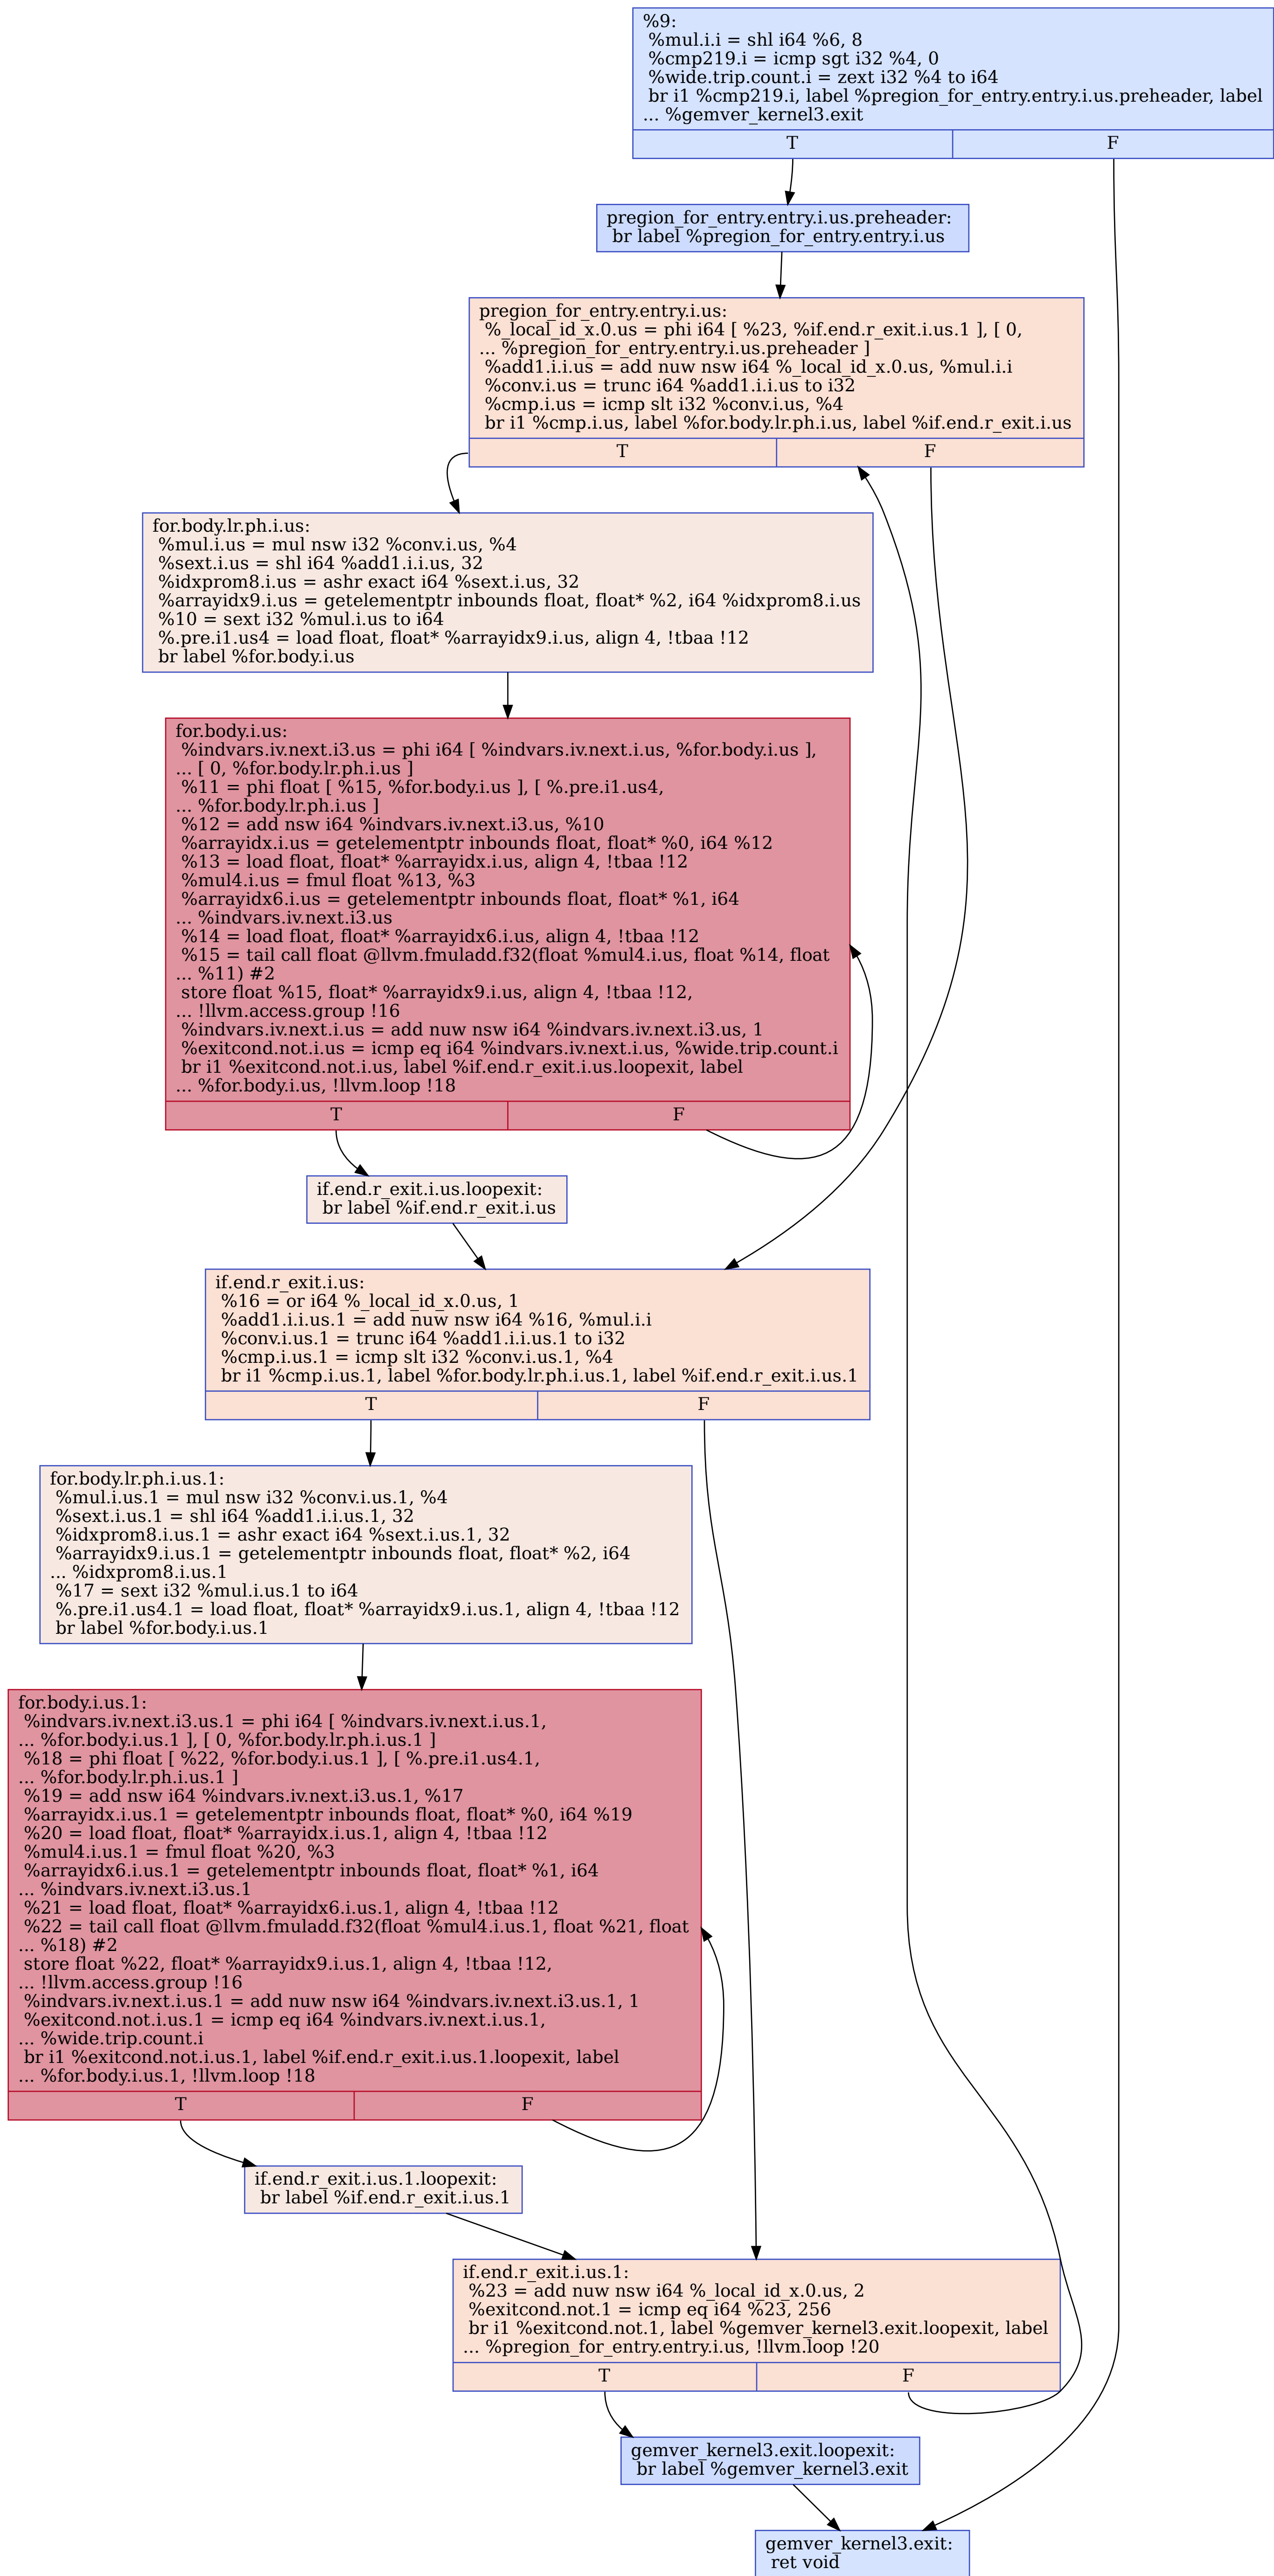 %9:
%mul.i.i = shl i64 %6, 8
%cmp219.i = icmp sgt i32 %4, 0
%wide.trip.count.i = zext i32 %4 to i64
br i1 %cmp219.i, label %pregion_for_entry.entry.i.us.preheader, label
... %gemver_kernel3.exit
T
F
pregion_for_entry.entry.i.us.preheader:
br label %pregion_for_entry.entry.i.us
pregion_for_entry.entry.i.us:
%_local_id_x.0.us = phi i64 [ %23, %if.end.r_exit.i.us.1 ], [ 0,
... %pregion_for_entry.entry.i.us.preheader ]
%add1.i.i.us = add nuw nsw i64 %_local_id_x.0.us, %mul.i.i
%conv.i.us = trunc i64 %add1.i.i.us to i32
%cmp.i.us = icmp slt i32 %conv.i.us, %4
br i1 %cmp.i.us, label %for.body.lr.ph.i.us, label %if.end.r_exit.i.us
T
F
for.body.lr.ph.i.us:
%mul.i.us = mul nsw i32 %conv.i.us, %4
%sext.i.us = shl i64 %add1.i.i.us, 32
%idxprom8.i.us = ashr exact i64 %sext.i.us, 32
%arrayidx9.i.us = getelementptr inbounds float, float* %2, i64 %idxprom8.i.us
%10 = sext i32 %mul.i.us to i64
%.pre.i1.us4 = load float, float* %arrayidx9.i.us, align 4, !tbaa !12
br label %for.body.i.us
for.body.i.us:
%indvars.iv.next.i3.us = phi i64 [ %indvars.iv.next.i.us, %for.body.i.us ],
... [ 0, %for.body.lr.ph.i.us ]
%11 = phi float [ %15, %for.body.i.us ], [ %.pre.i1.us4,
... %for.body.lr.ph.i.us ]
%12 = add nsw i64 %indvars.iv.next.i3.us, %10
%arrayidx.i.us = getelementptr inbounds float, float* %0, i64 %12
%13 = load float, float* %arrayidx.i.us, align 4, !tbaa !12
%mul4.i.us = fmul float %13, %3
%arrayidx6.i.us = getelementptr inbounds float, float* %1, i64
... %indvars.iv.next.i3.us
%14 = load float, float* %arrayidx6.i.us, align 4, !tbaa !12
%15 = tail call float @llvm.fmuladd.f32(float %mul4.i.us, float %14, float
... %11) #2
store float %15, float* %arrayidx9.i.us, align 4, !tbaa !12,
... !llvm.access.group !16
%indvars.iv.next.i.us = add nuw nsw i64 %indvars.iv.next.i3.us, 1
%exitcond.not.i.us = icmp eq i64 %indvars.iv.next.i.us, %wide.trip.count.i
br i1 %exitcond.not.i.us, label %if.end.r_exit.i.us.loopexit, label
... %for.body.i.us, !llvm.loop !18
T
F
if.end.r_exit.i.us.loopexit:
br label %if.end.r_exit.i.us
if.end.r_exit.i.us:
%16 = or i64 %_local_id_x.0.us, 1
%add1.i.i.us.1 = add nuw nsw i64 %16, %mul.i.i
%conv.i.us.1 = trunc i64 %add1.i.i.us.1 to i32
%cmp.i.us.1 = icmp slt i32 %conv.i.us.1, %4
br i1 %cmp.i.us.1, label %for.body.lr.ph.i.us.1, label %if.end.r_exit.i.us.1
T
F
for.body.lr.ph.i.us.1:
%mul.i.us.1 = mul nsw i32 %conv.i.us.1, %4
%sext.i.us.1 = shl i64 %add1.i.i.us.1, 32
%idxprom8.i.us.1 = ashr exact i64 %sext.i.us.1, 32
%arrayidx9.i.us.1 = getelementptr inbounds float, float* %2, i64
... %idxprom8.i.us.1
%17 = sext i32 %mul.i.us.1 to i64
%.pre.i1.us4.1 = load float, float* %arrayidx9.i.us.1, align 4, !tbaa !12
br label %for.body.i.us.1
for.body.i.us.1:
%indvars.iv.next.i3.us.1 = phi i64 [ %indvars.iv.next.i.us.1,
... %for.body.i.us.1 ], [ 0, %for.body.lr.ph.i.us.1 ]
%18 = phi float [ %22, %for.body.i.us.1 ], [ %.pre.i1.us4.1,
... %for.body.lr.ph.i.us.1 ]
%19 = add nsw i64 %indvars.iv.next.i3.us.1, %17
%arrayidx.i.us.1 = getelementptr inbounds float, float* %0, i64 %19
%20 = load float, float* %arrayidx.i.us.1, align 4, !tbaa !12
%mul4.i.us.1 = fmul float %20, %3
%arrayidx6.i.us.1 = getelementptr inbounds float, float* %1, i64
... %indvars.iv.next.i3.us.1
%21 = load float, float* %arrayidx6.i.us.1, align 4, !tbaa !12
%22 = tail call float @llvm.fmuladd.f32(float %mul4.i.us.1, float %21, float
... %18) #2
store float %22, float* %arrayidx9.i.us.1, align 4, !tbaa !12,
... !llvm.access.group !16
%indvars.iv.next.i.us.1 = add nuw nsw i64 %indvars.iv.next.i3.us.1, 1
%exitcond.not.i.us.1 = icmp eq i64 %indvars.iv.next.i.us.1,
... %wide.trip.count.i
br i1 %exitcond.not.i.us.1, label %if.end.r_exit.i.us.1.loopexit, label
... %for.body.i.us.1, !llvm.loop !18
T
F
if.end.r_exit.i.us.1.loopexit:
br label %if.end.r_exit.i.us.1
if.end.r_exit.i.us.1:
%23 = add nuw nsw i64 %_local_id_x.0.us, 2
%exitcond.not.1 = icmp eq i64 %23, 256
br i1 %exitcond.not.1, label %gemver_kernel3.exit.loopexit, label
... %pregion_for_entry.entry.i.us, !llvm.loop !20
T
F
gemver_kernel3.exit.loopexit:
br label %gemver_kernel3.exit
gemver_kernel3.exit:
ret void